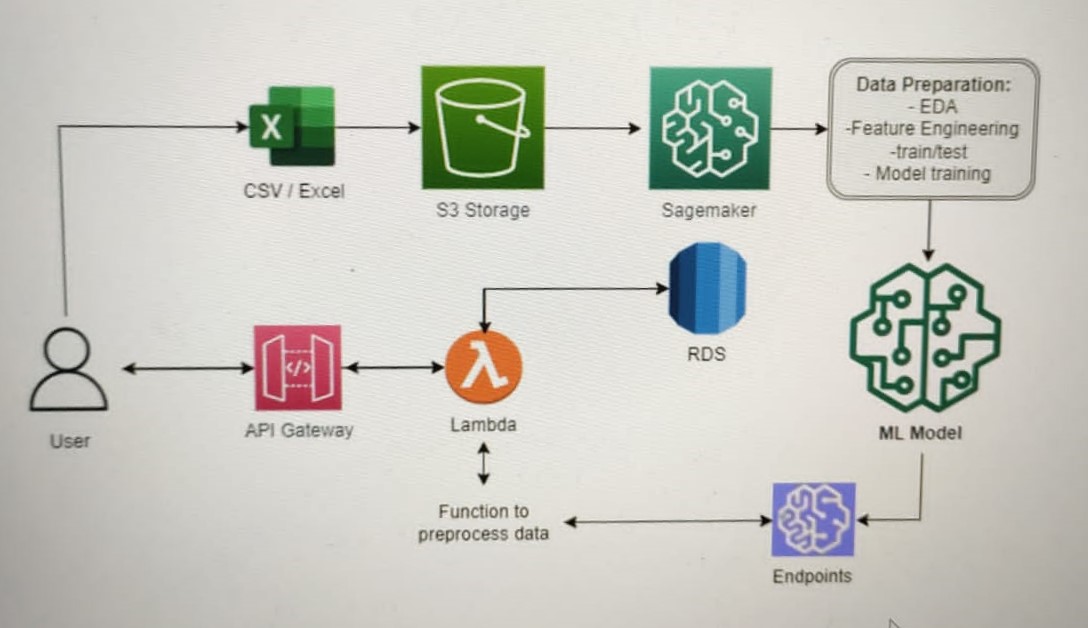 X
CSV / Excel
S3 Storage
Sagemaker
Data Preparation:
- EDA
-Feature Engineering
-train/test
- Model training
RDS
ML Model
User
</>
API Gateway
λ
Lambda
Function to
preprocess data
Endpoints